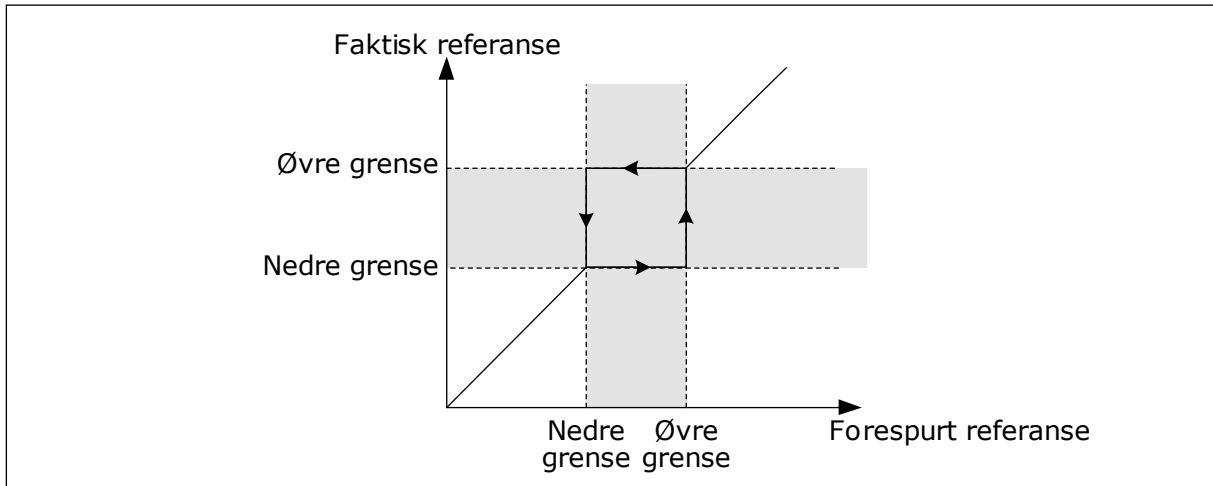 Faktisk referanse
Øvre grense
Nedre grense
Nedre
grense
Øvre
grense
Forespurt referanse